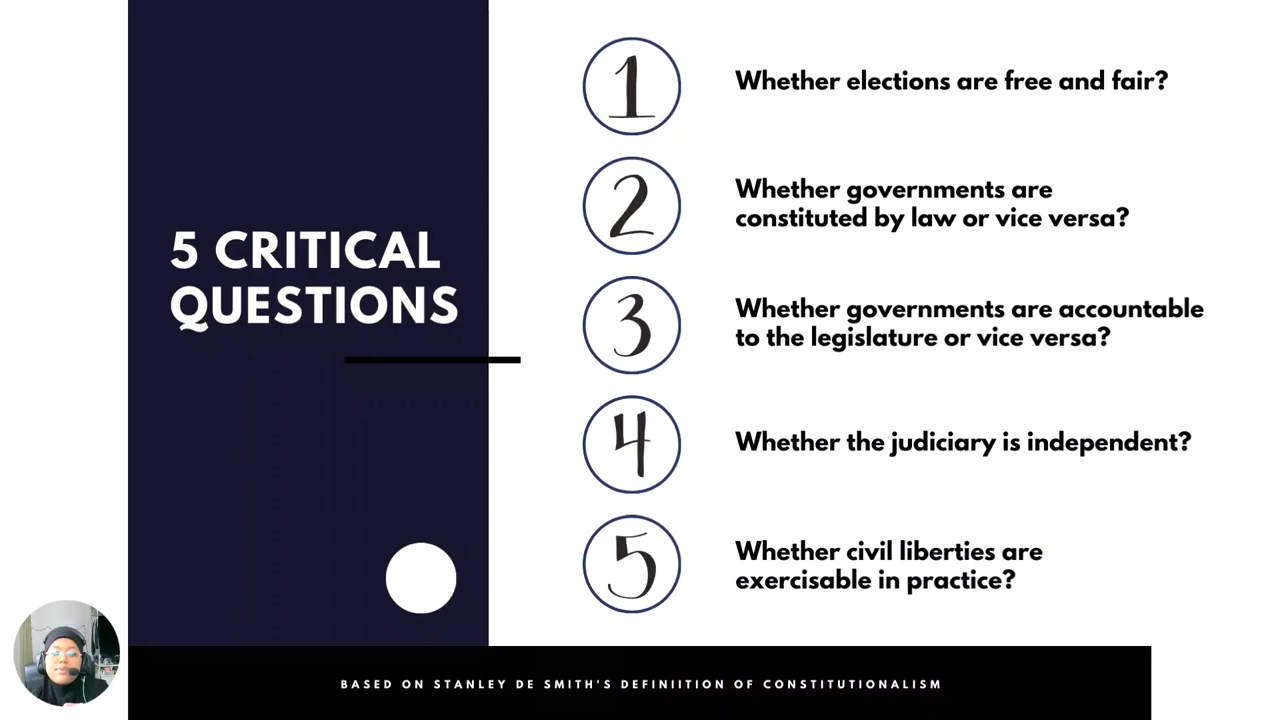 5 CRITICAL
QUESTIONS
1
Whether elections are free and fair?
2
Whether governments are
constituted by law or vice versa?
3
Whether governments are accountable
to the legislature or vice versa?
4
Whether the judiciary is independent?
5
Whether civil liberties are
exercisable in practice?
BASED ON STANLEY DE SMITH'S DEFINIITION OF CONSTITUTIONALISM